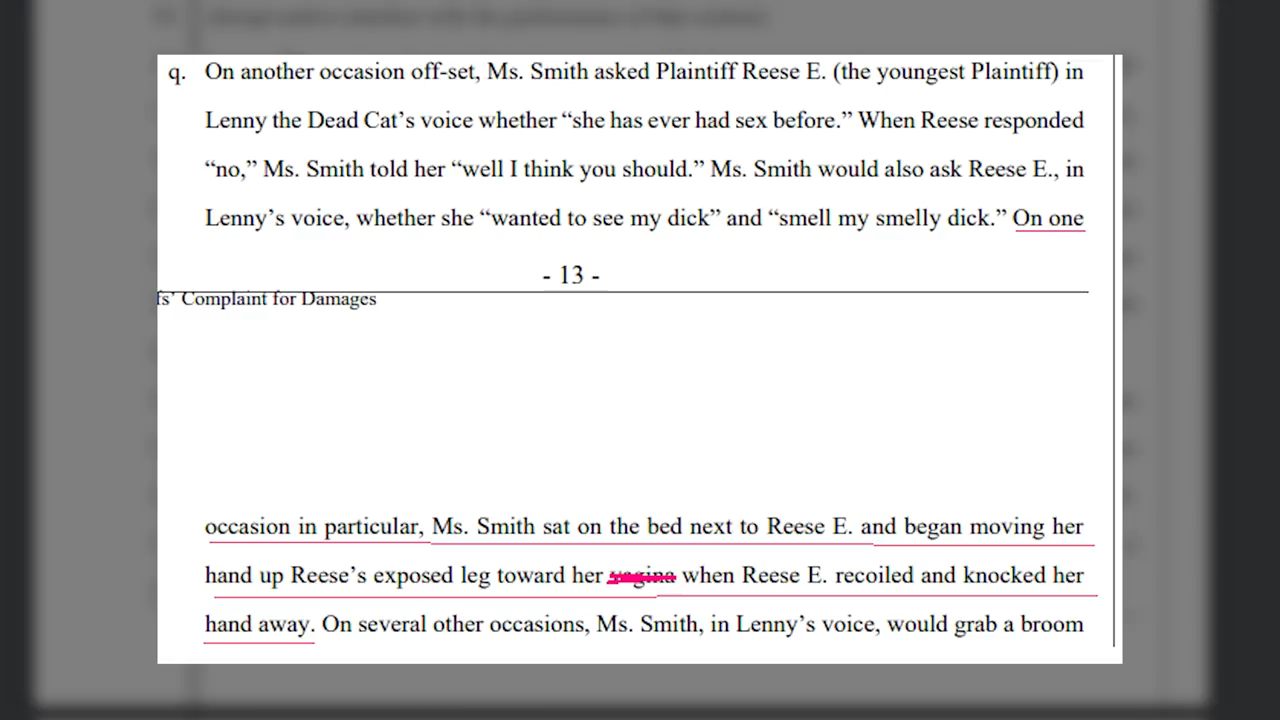 q. On another occasion off-set, Ms. Smith asked Plaintiff Reese E. (the youngest Plaintiff) in
Lenny the Dead Cat’s voice whether “she has ever had sex before.” When Reese responded
“no,” Ms. Smith told her “well I think you should.” Ms. Smith would also ask Reese E., in
Lenny’s voice, whether she “wanted to see my dick” and “smell my smelly dick.” On one
- 13 -
fs’ Complaint for Damages
occasion in particular, Ms. Smith sat on the bed next to Reese E. and began moving her
hand up Reese’s exposed leg toward her vagina when Reese E. recoiled and knocked her
hand away. On several other occasions, Ms. Smith, in Lenny’s voice, would grab a broom